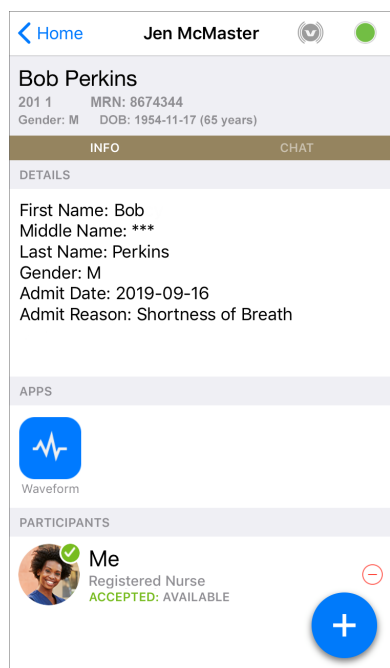 Home
Jen McMaster
Bob Perkins
201 1 MRN: 8674344
Gender: M DOB: 1954-11-17 (65 years)
INFO CHAT
DETAILS
First Name: Bob
Middle Name: ***
Last Name: Perkins
Gender: M
Admit Date: 2019-09-16
Admit Reason: Shortness of Breath
APPS
Waveform
PARTICIPANTS
Me
Registered Nurse
ACCEPTED: AVAILABLE